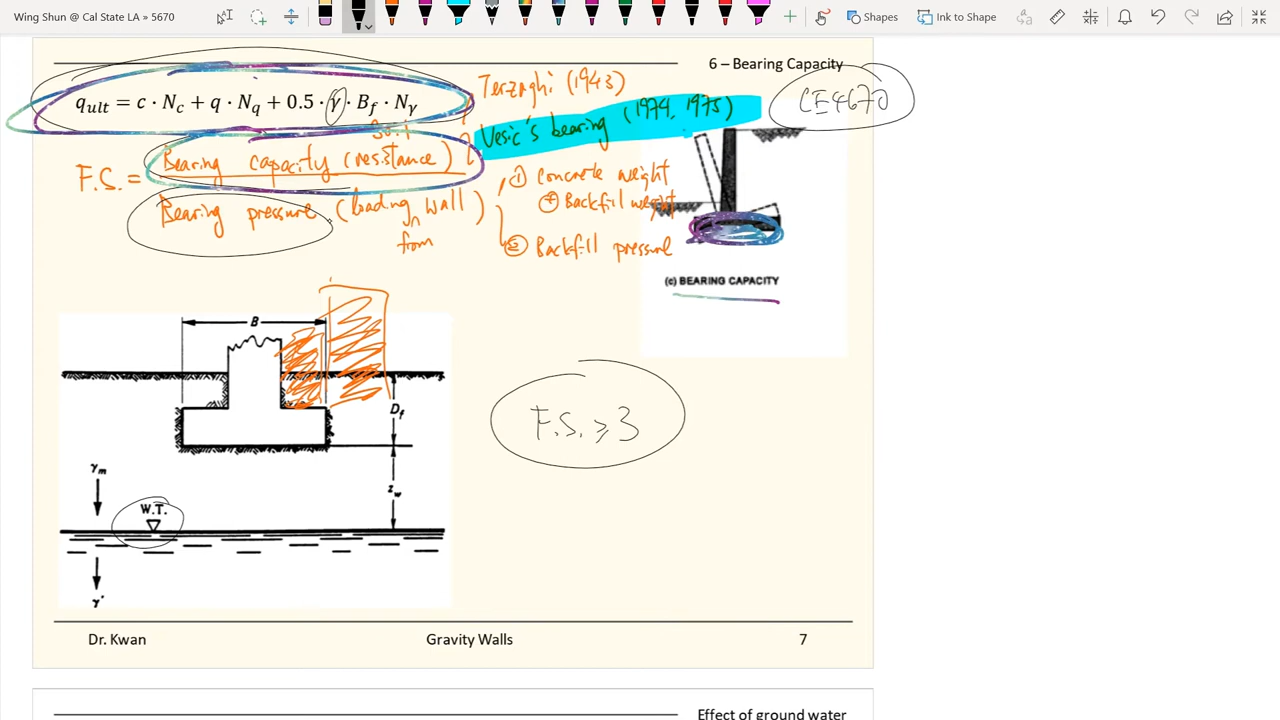 Wing Shun @ Cal State LA » 5670
Shapes
Ink to Shape
6 – Bearing Capacity
CE4670
q_ult = c · N_c + q · N_q + 0.5 · γ · B_f · N_γ
Soil
Terzaghi (1943)
Vesic's bearing (1974, 1975)
F.S. = Bearing capacity (resistance)
Bearing pressure (loading wall)
from
① Concrete weight
⊕ Backfill weight
② Backfill pressure
(c) BEARING CAPACITY
B
D_f
F.S. ≥ 3
γ_m
z_w
W.T.
γ'
Dr. Kwan
Gravity Walls
7
Effect of ground water